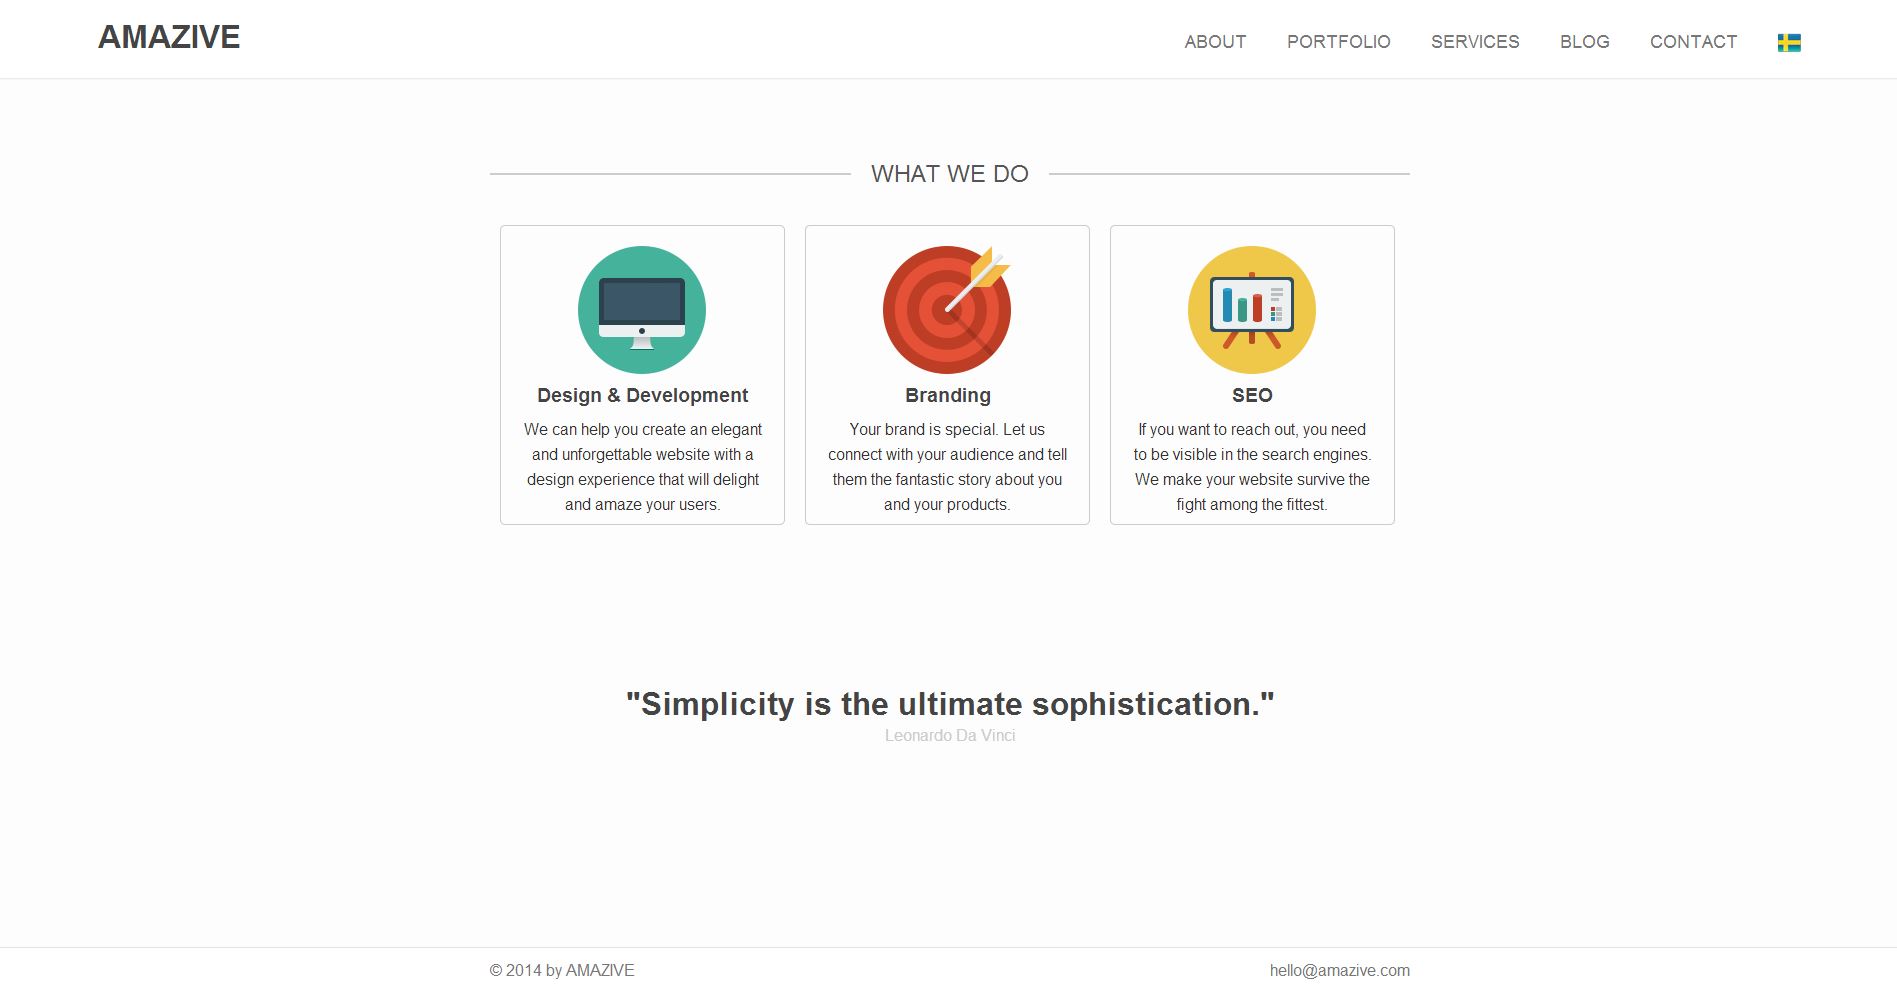 AMAZIVE
ABOUT PORTFOLIO SERVICES BLOG CONTACT
WHAT WE DO
Design & Development
We can help you create an elegant
and unforgettable website with a
design experience that will delight
and amaze your users.
Branding
Your brand is special. Let us
connect with your audience and tell
them the fantastic story about you
and your products.
SEO
If you want to reach out, you need
to be visible in the search engines.
We make your website survive the
fight among the fittest.
"Simplicity is the ultimate sophistication."
Leonardo Da Vinci
© 2014 by AMAZIVE
hello@amazive.com